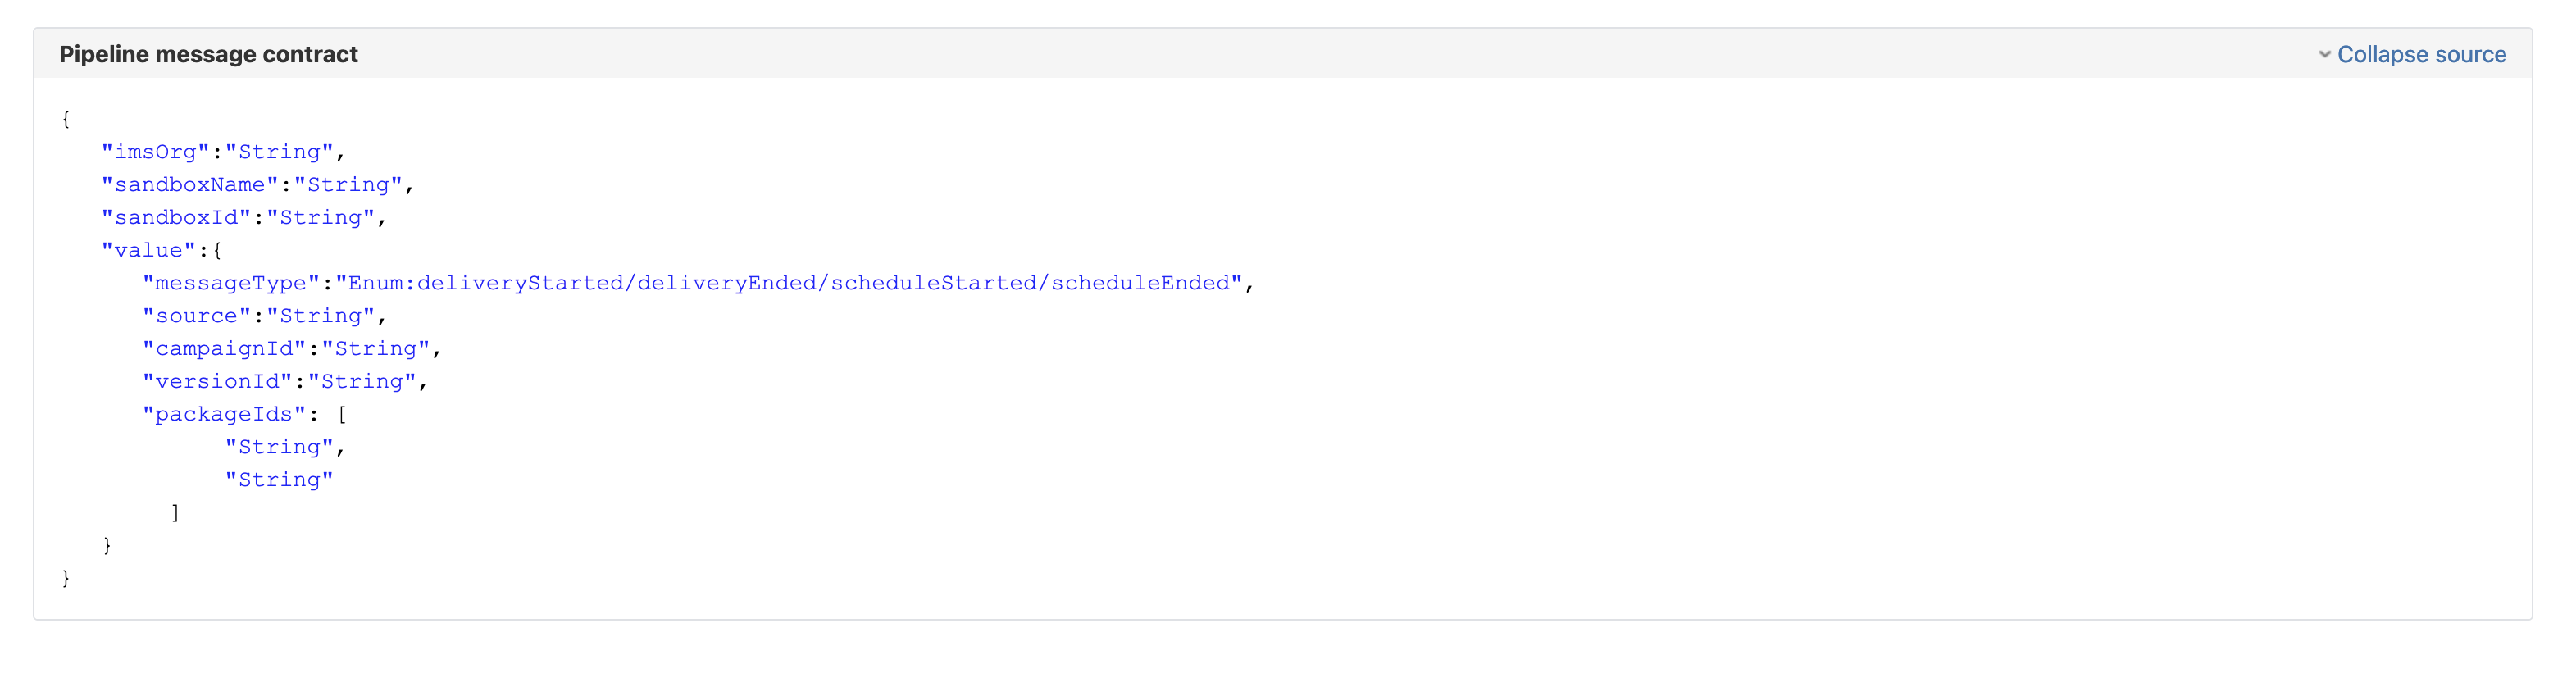 Pipeline message contract
Collapse source
{
"imsOrg":"String",
"sandboxName":"String",
"sandboxId":"String",
"value":{
"messageType":"Enum:deliveryStarted/deliveryEnded/scheduleStarted/scheduleEnded",
"source":"String",
"campaignId":"String",
"versionId":"String",
"packageIds": [
"String",
"String"
]
}
}